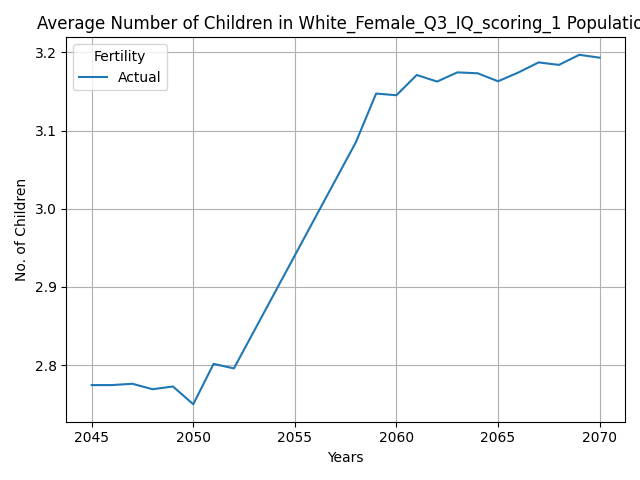 Average Number of Children in White_Female_Q3_IQ_scoring_1 Populatio
Fertility
Actual
3.2
3.1
3.0
2.9
2.8
No. of Children
2045 2050 2055 2060 2065 2070
Years